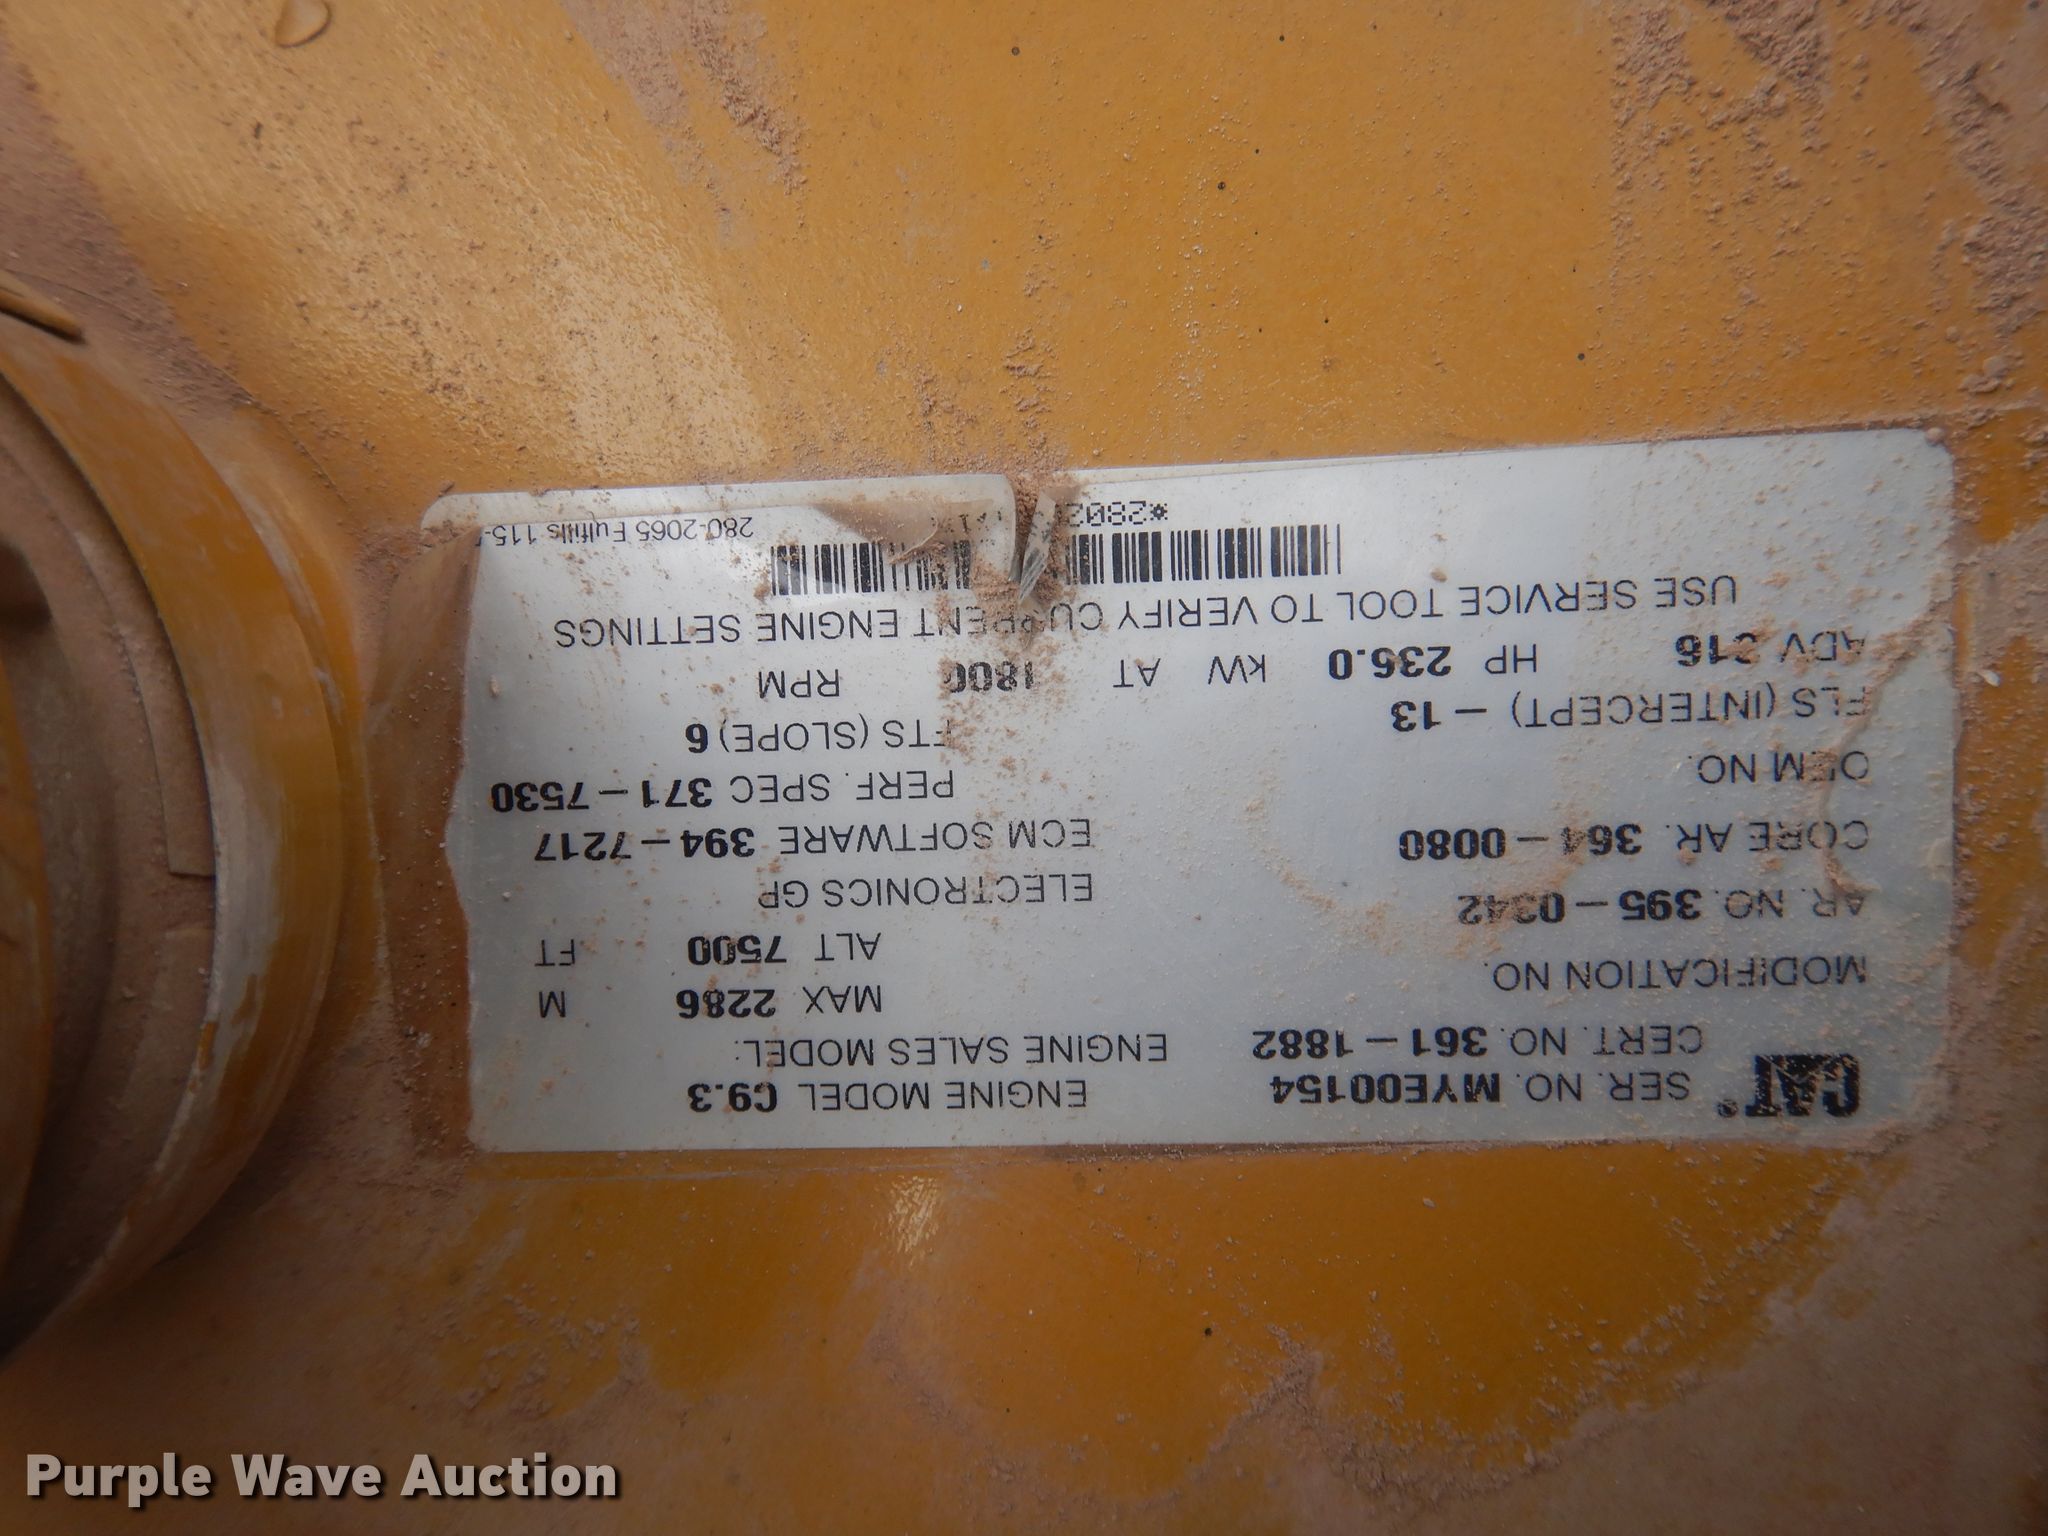 CAT® SER. NO. MYE00154 ENGINE MODEL C9.3
CERT. NO. 361-1882 ENGINE SALES MODEL:
MODIFICATION NO. MAX 2286 M
AR. NO. 395-0342 ALT 7500 FT
CORE AR. 364-0080 ELECTRONICS GP
OEM NO. ECM SOFTWARE 394-7217
FLS (INTERCEPT) -13 PERF. SPEC 371-7530
FTS (SLOPE) 6
ADV 316 HP 236.0 kW AT 1800 RPM
USE SERVICE TOOL TO VERIFY CURRENT ENGINE SETTINGS
280-2065 Fulfills
Purple Wave Auction